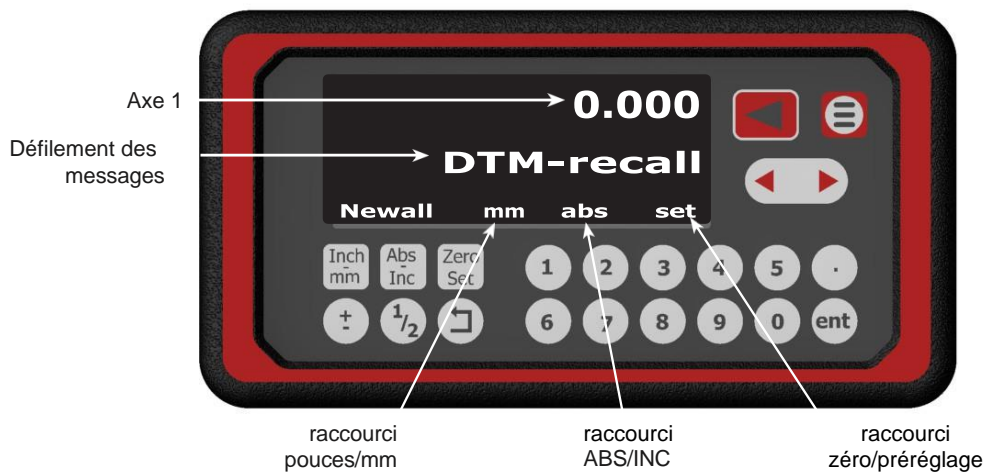 Axe 1
0.000
Défilement des
messages
DTM-recall
Newall mm abs set
Inch
-
mm
Abs
-
Inc
Zero
-
Set
1 2 3 4 5 .
+
-
1/2
6 7 8 9 0 ent
raccourci
pouces/mm
raccourci
ABS/INC
raccourci
zéro/préréglage